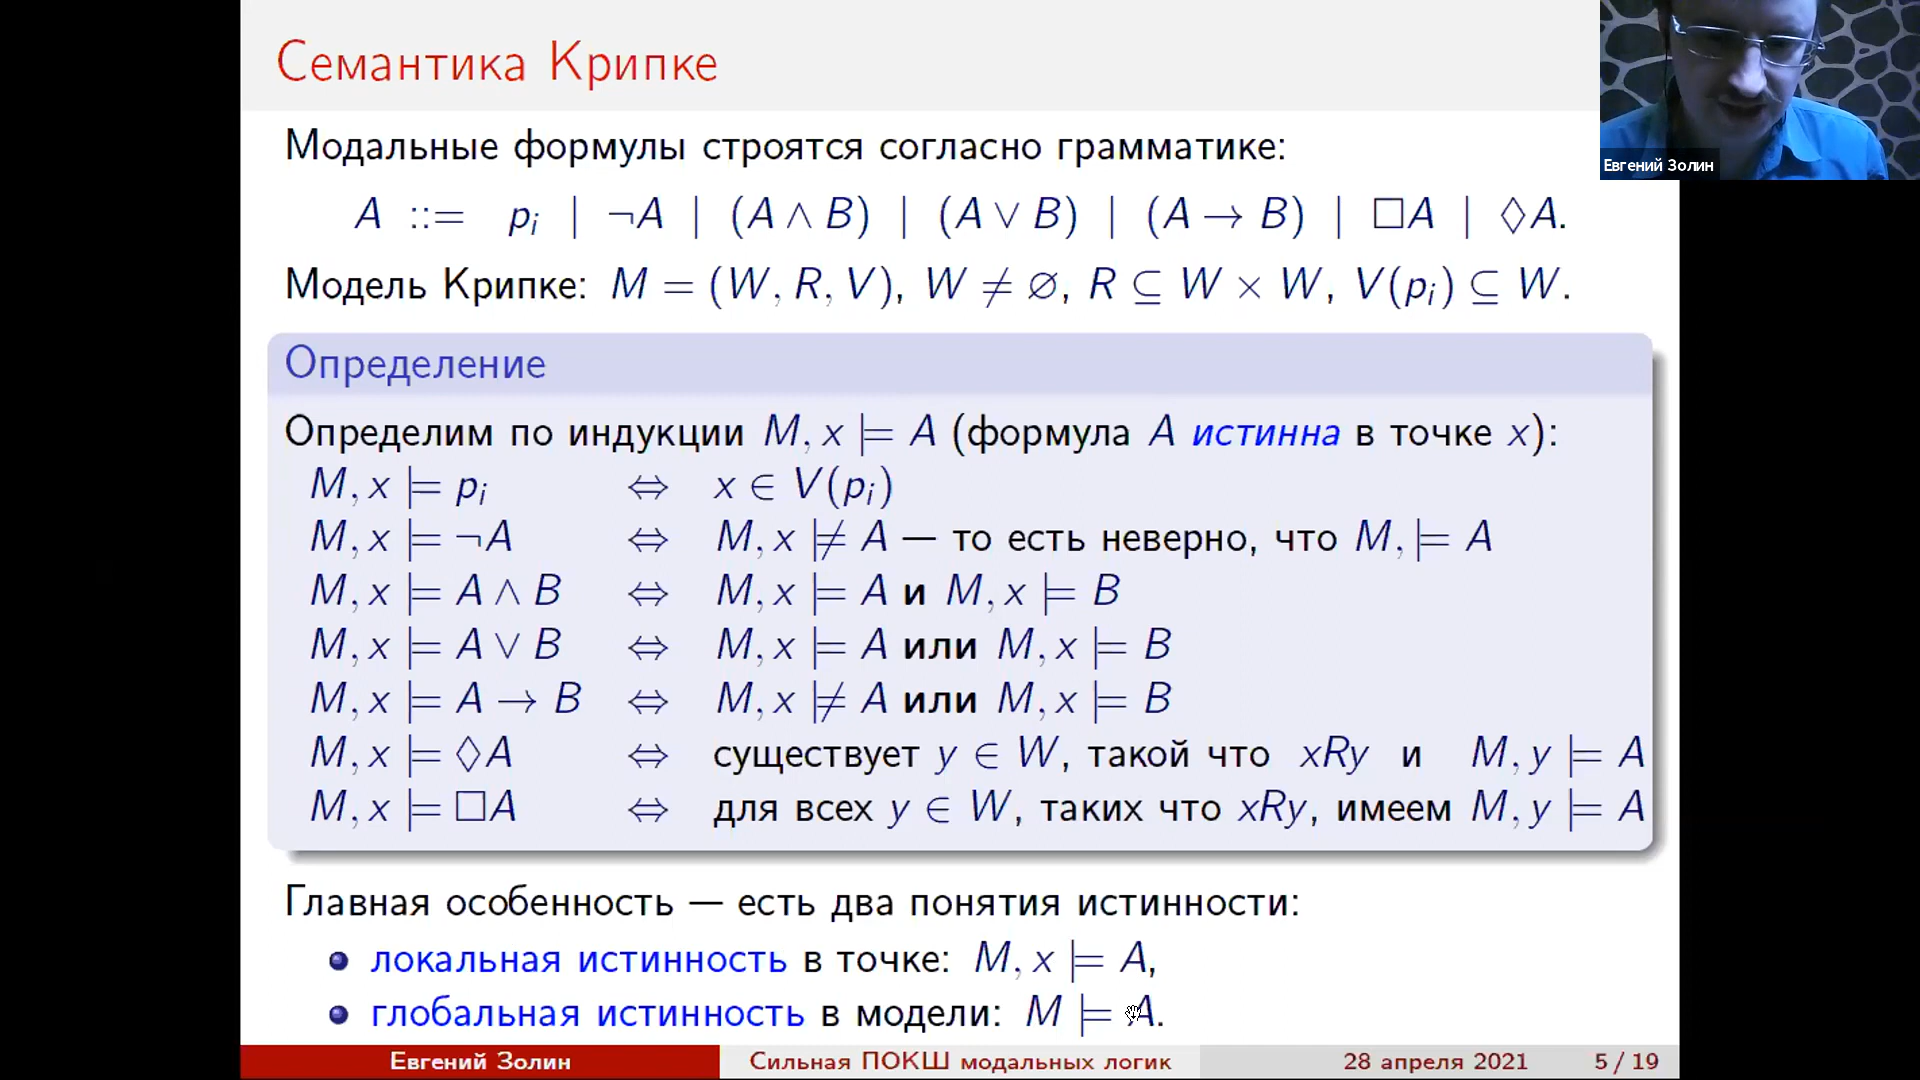 Семантика Крипке
Евгений Золин
Модальные формулы строятся согласно грамматике:
A ::= pᵢ | ¬A | (A ∧ B) | (A ∨ B) | (A → B) | □A | ◊A.
Модель Крипке: M = (W, R, V), W ≠ ∅, R ⊆ W × W, V(pᵢ) ⊆ W.
Определение
Определим по индукции M, x ⊨ A (формула A истинна в точке x):
M, x ⊨ pᵢ ⇔ x ∈ V(pᵢ)
M, x ⊨ ¬A ⇔ M, x ⊭ A — то есть неверно, что M, ⊨ A
M, x ⊨ A ∧ B ⇔ M, x ⊨ A и M, x ⊨ B
M, x ⊨ A ∨ B ⇔ M, x ⊨ A или M, x ⊨ B
M, x ⊨ A → B ⇔ M, x ⊭ A или M, x ⊨ B
M, x ⊨ ◊A ⇔ существует y ∈ W, такой что xRy и M, y ⊨ A
M, x ⊨ □A ⇔ для всех y ∈ W, таких что xRy, имеем M, y ⊨ A
Главная особенность — есть два понятия истинности:
локальная истинность в точке: M, x ⊨ A,
глобальная истинность в модели: M ⊨ A.
Евгений Золин Сильная ПОКШ модальных логик 28 апреля 2021 5 / 19